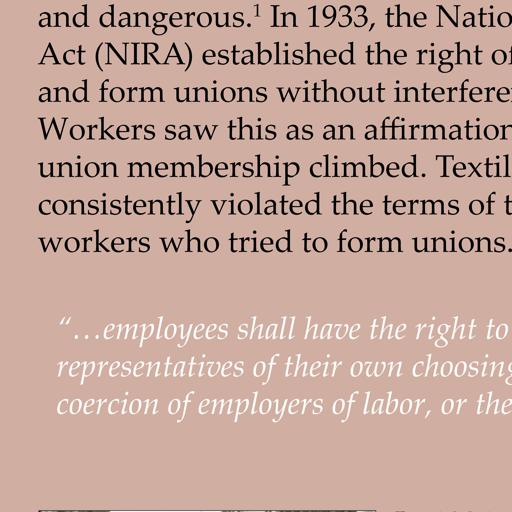 and dangerous.¹ In 1933, the Natio
Act (NIRA) established the right of
and form unions without interfere
Workers saw this as an affirmation
union membership climbed. Textil
consistently violated the terms of t
workers who tried to form unions.
“…employees shall have the right to
representatives of their own choosing
coercion of employers of labor, or the